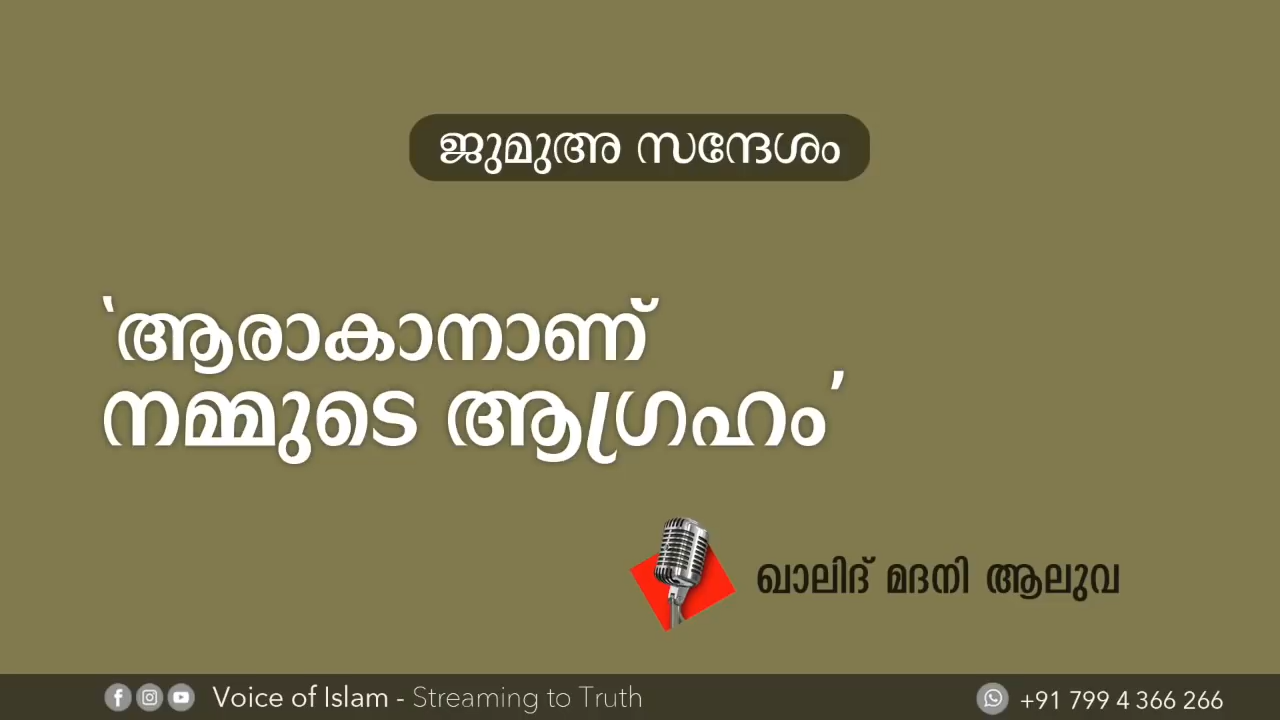 ജുമുഅ സന്ദേശം
‘ആരാകാനാണ്
നമ്മുടെ ആഗ്രഹം’
ഖാലിദ് മദനി ആലുവ
Voice of Islam - Streaming to Truth
+91 799 4 366 266